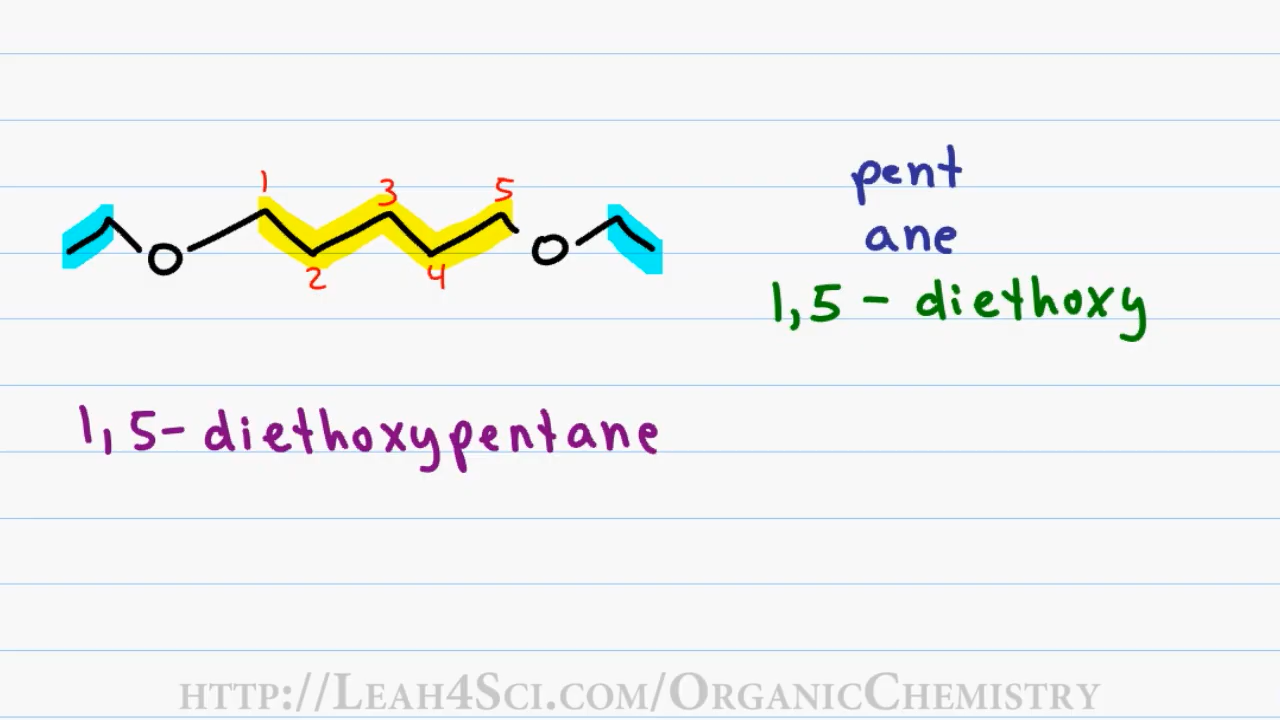 1 3 5
O O
2 4
pent
ane
1,5 - diethoxy
1,5- diethoxypentane
HTTP://LEAH4SCI.COM/ORGANICCHEMISTRY